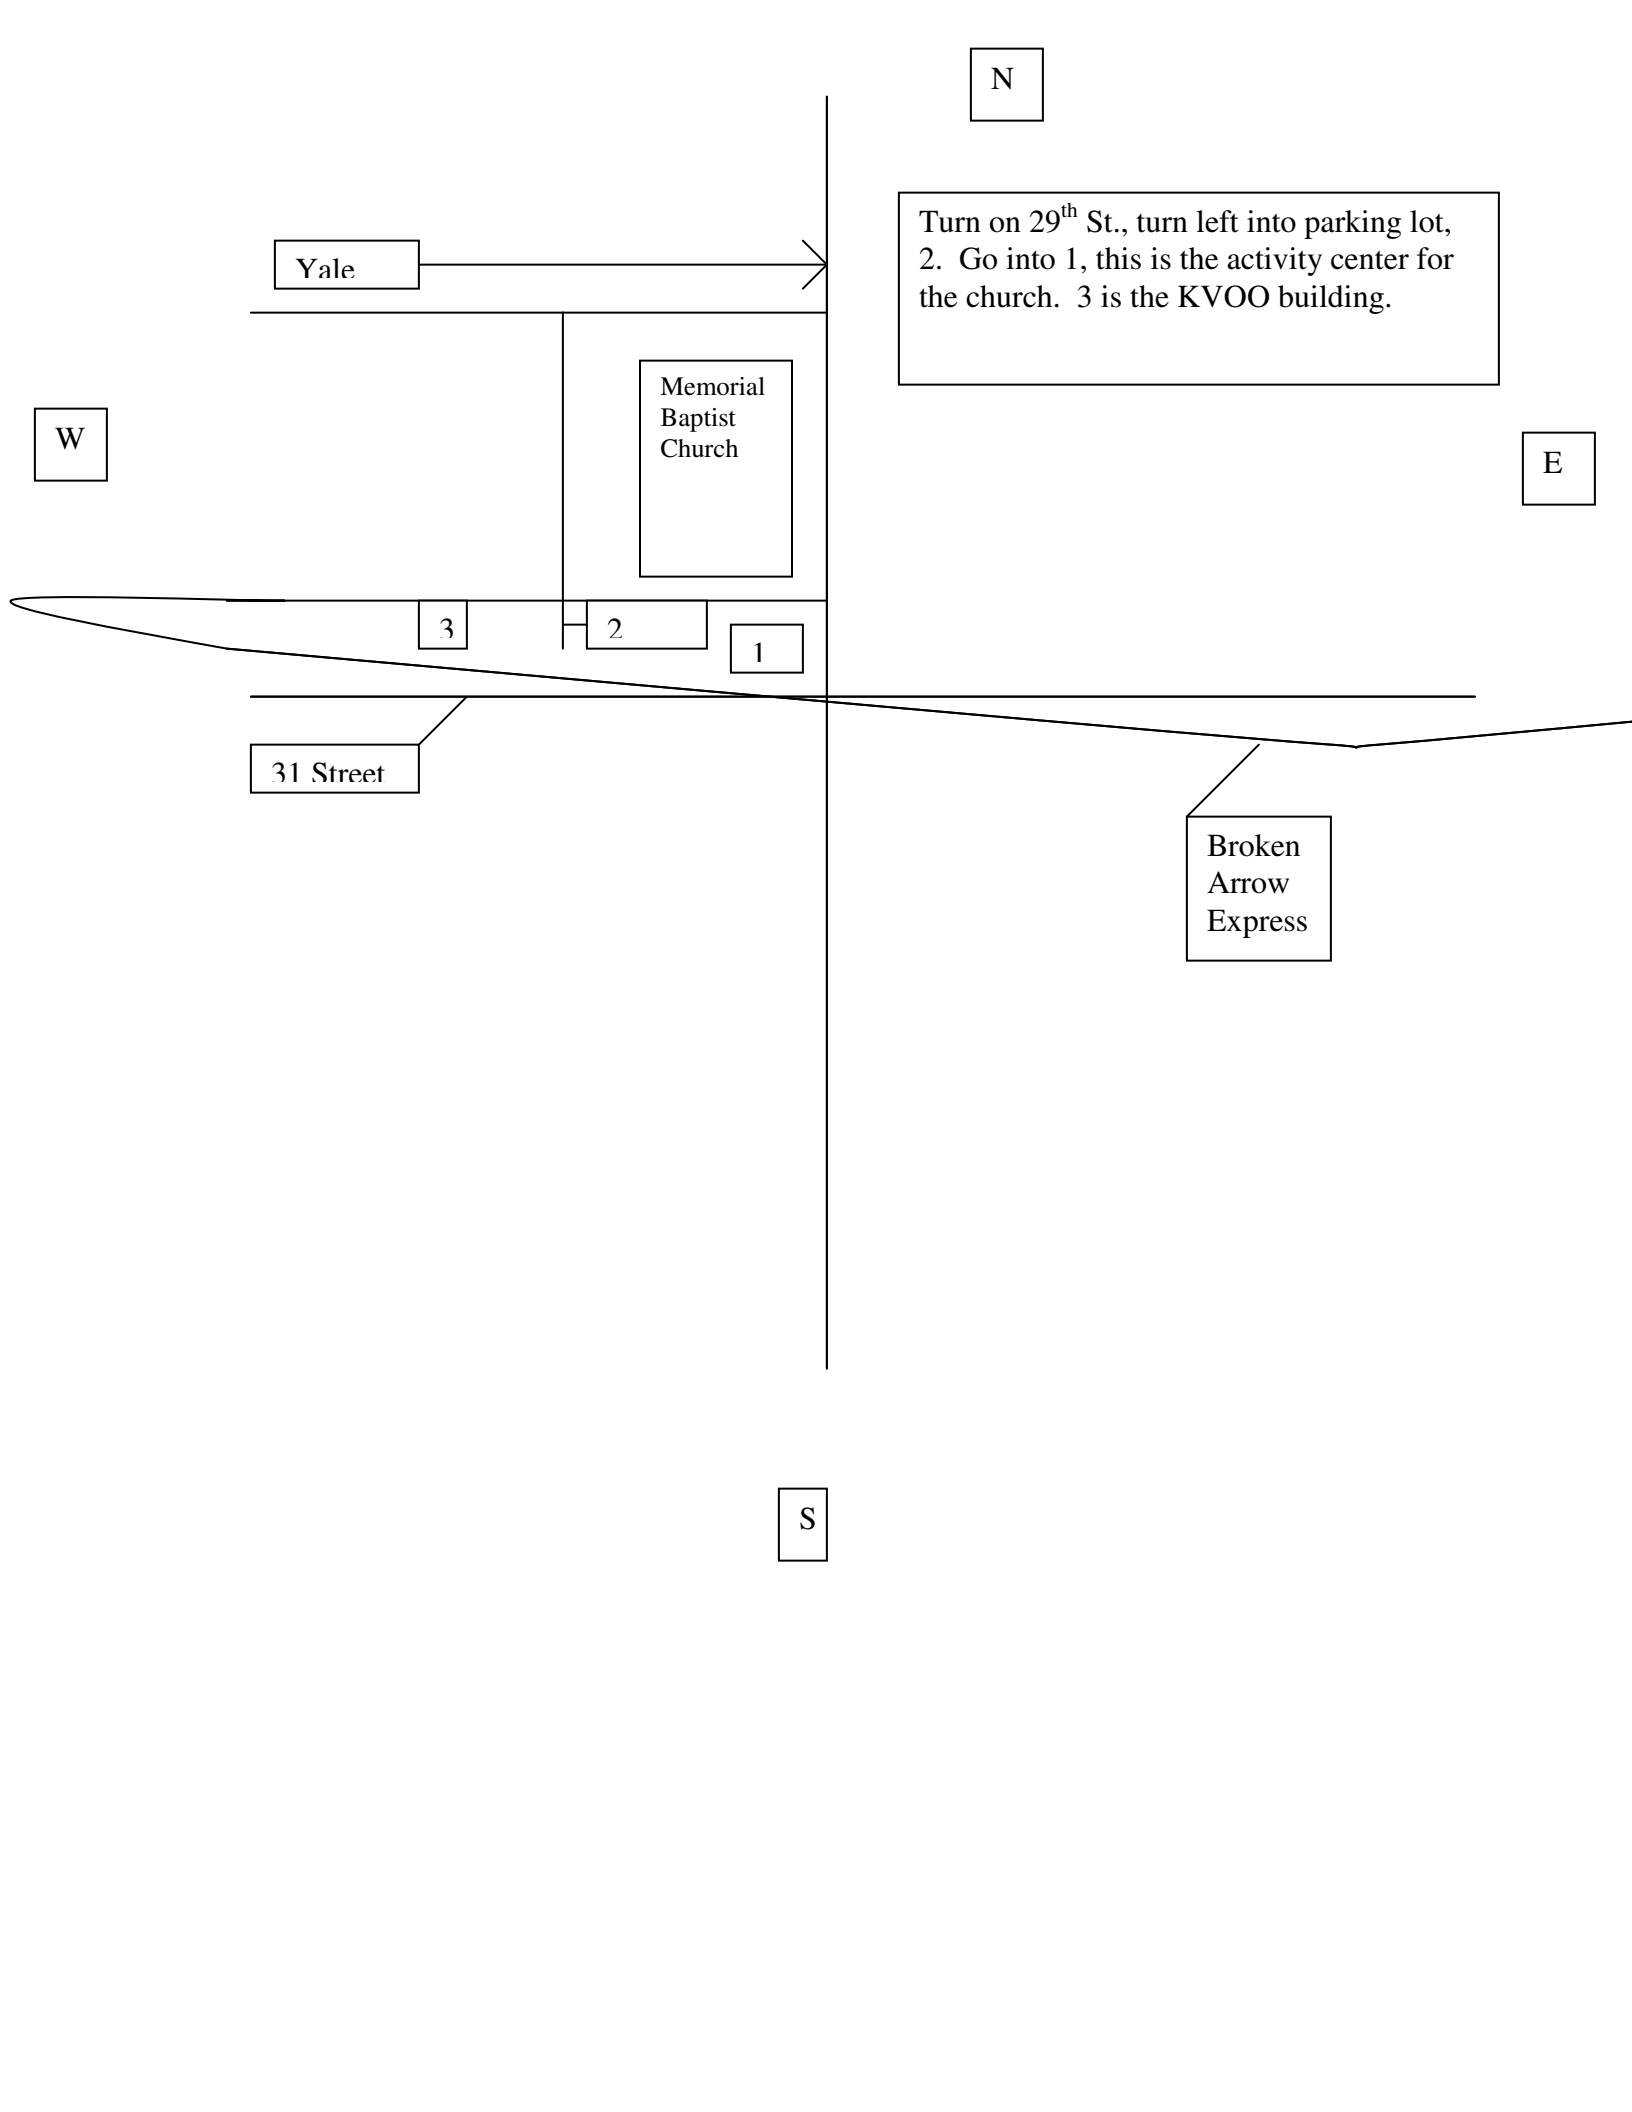 N
Turn on 29th St., turn left into parking lot,
2.  Go into 1, this is the activity center for
the church.  3 is the KVOO building.
Yale
Memorial
Baptist
Church
W
E
3
2
1
31 Street
Broken
Arrow
Express
S